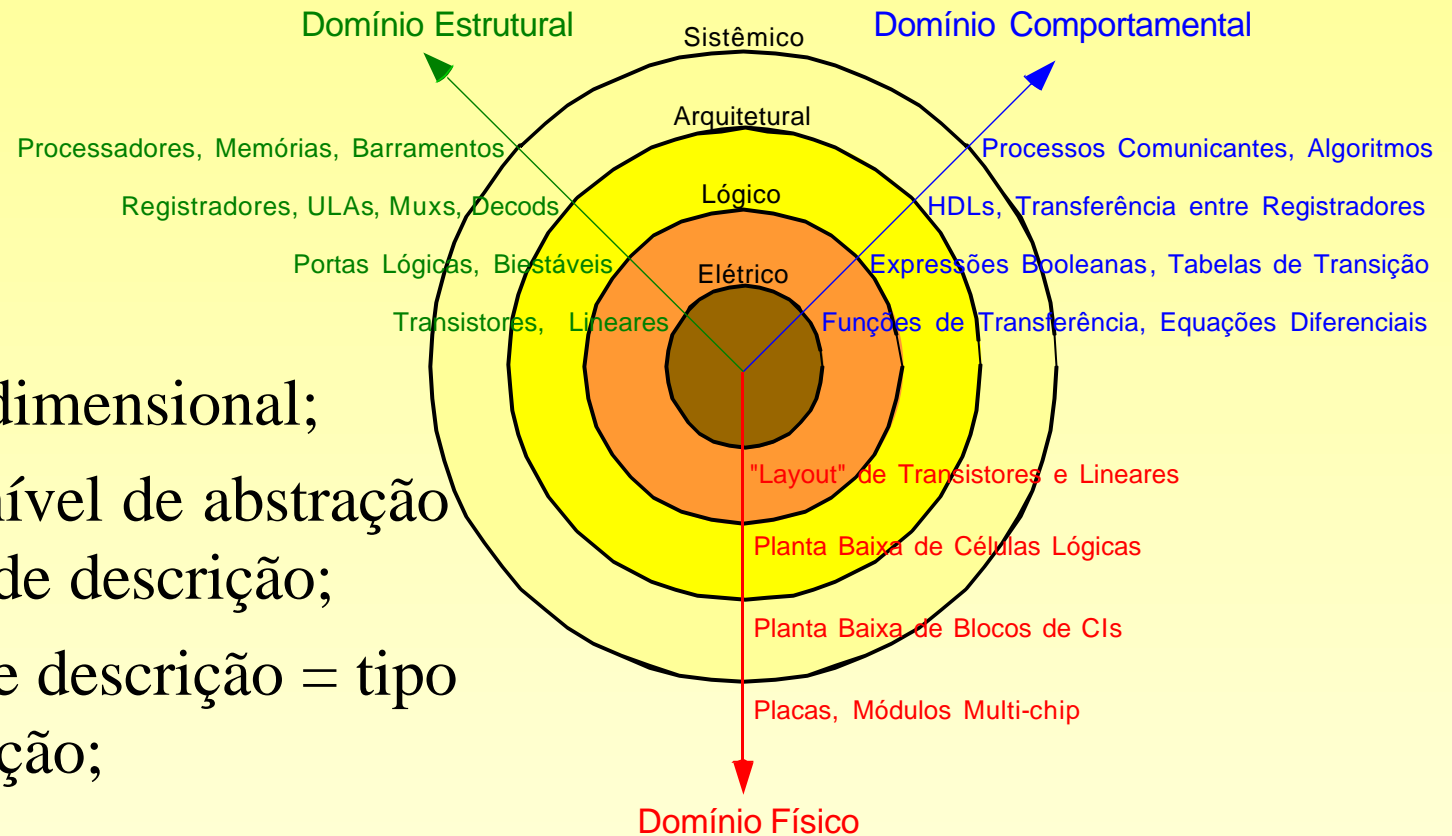 Domínio Estrutural
Domínio Comportamental
Sistêmico
Arquitetural
Lógico
Elétrico
Processadores, Memórias, Barramentos
Registradores, ULAs, Muxs, Decods
Portas Lógicas, Biestáveis
Transistores, Lineares
Processos Comunicantes, Algoritmos
HDLs, Transferência entre Registradores
Expressões Booleanas, Tabelas de Transição
Funções de Transferência, Equações Diferenciais
dimensional;
nível de abstração
de descrição;
e descrição = tipo
ção;
"Layout" de Transistores e Lineares
Planta Baixa de Células Lógicas
Planta Baixa de Blocos de CIs
Placas, Módulos Multi-chip
Domínio Físico